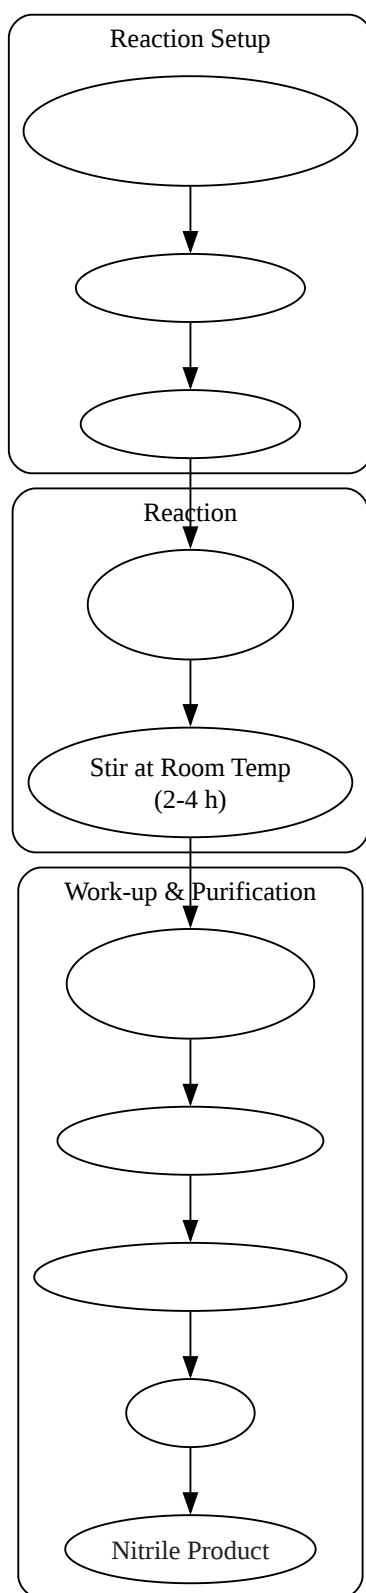 Reaction Setup
Reaction
Stir at Room Temp
(2-4 h)
Work-up & Purification
Nitrile Product